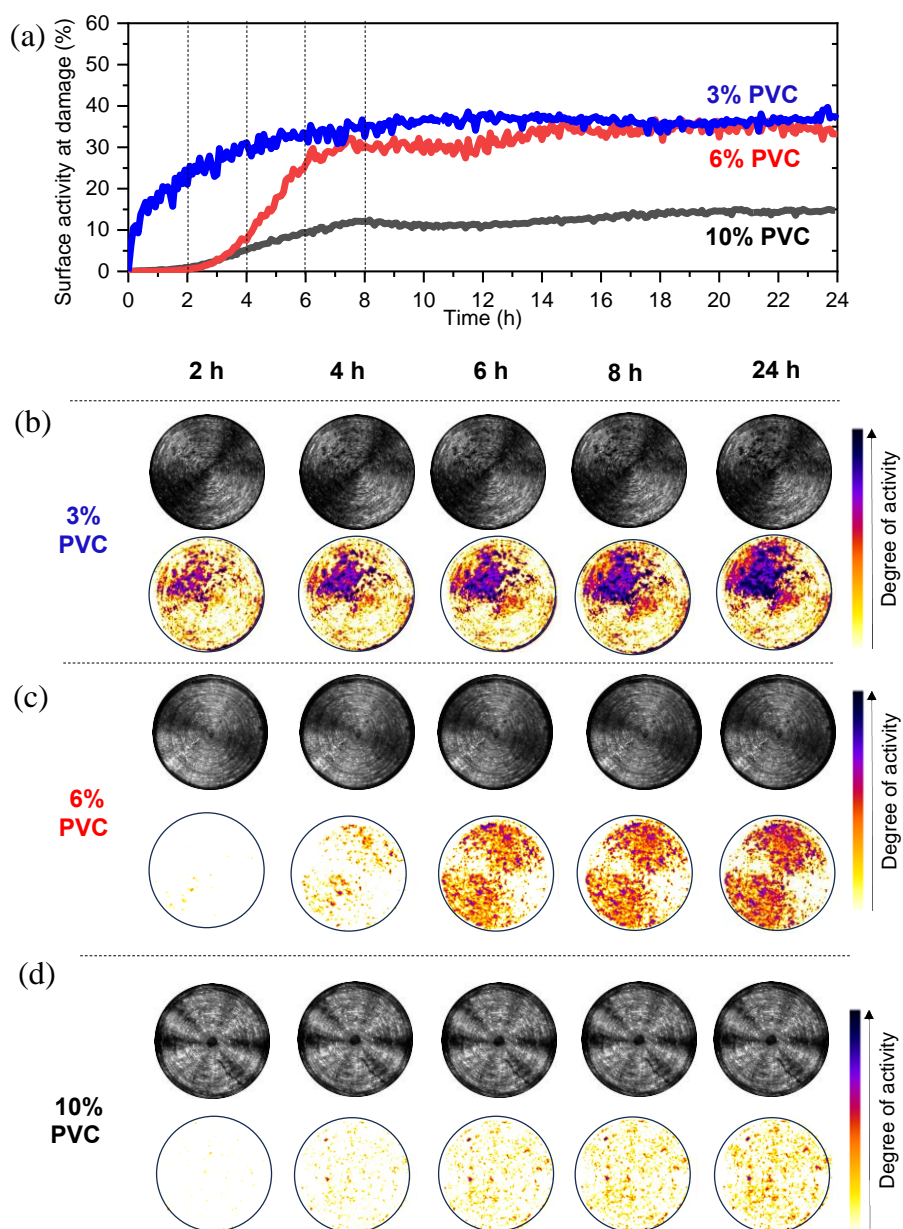 (a)
Surface activity at damage (%)
60
50
40
30
20
10
0
3% PVC
6% PVC
10% PVC
0 2 4 6 8 10 12 14 16 18 20 22 24
Time (h)
2 h 4 h 6 h 8 h 24 h
(b)
3%
PVC
Degree of activity
(c)
6%
PVC
Degree of activity
(d)
10%
PVC
Degree of activity